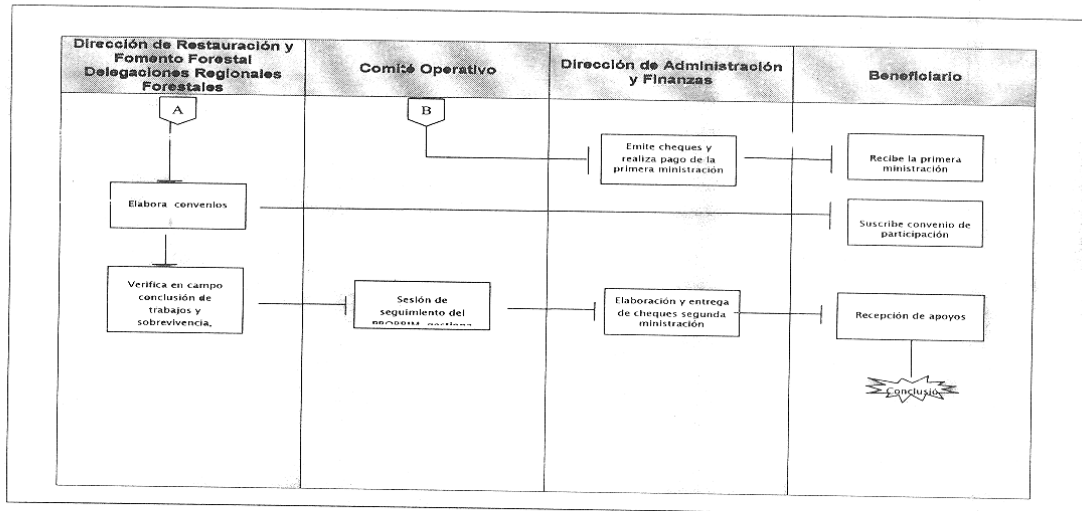 Dirección de Restauración y
Fomento Forestal
Delegaciones Regionales
Forestales
Comité Operativo
Dirección de Administración
y Finanzas
Beneficiario
A
B
Emite cheques y
realiza pago de la
primera ministración
Recibe la primera
ministración
Elabora convenios
Suscribe convenio de
participación
Verifica en campo
conclusión de
trabajos y
sobrevivencia,
Sesión de
seguimiento del
Elaboración y entrega
de cheques segunda
ministración
Recepción de apoyos
Conclusió